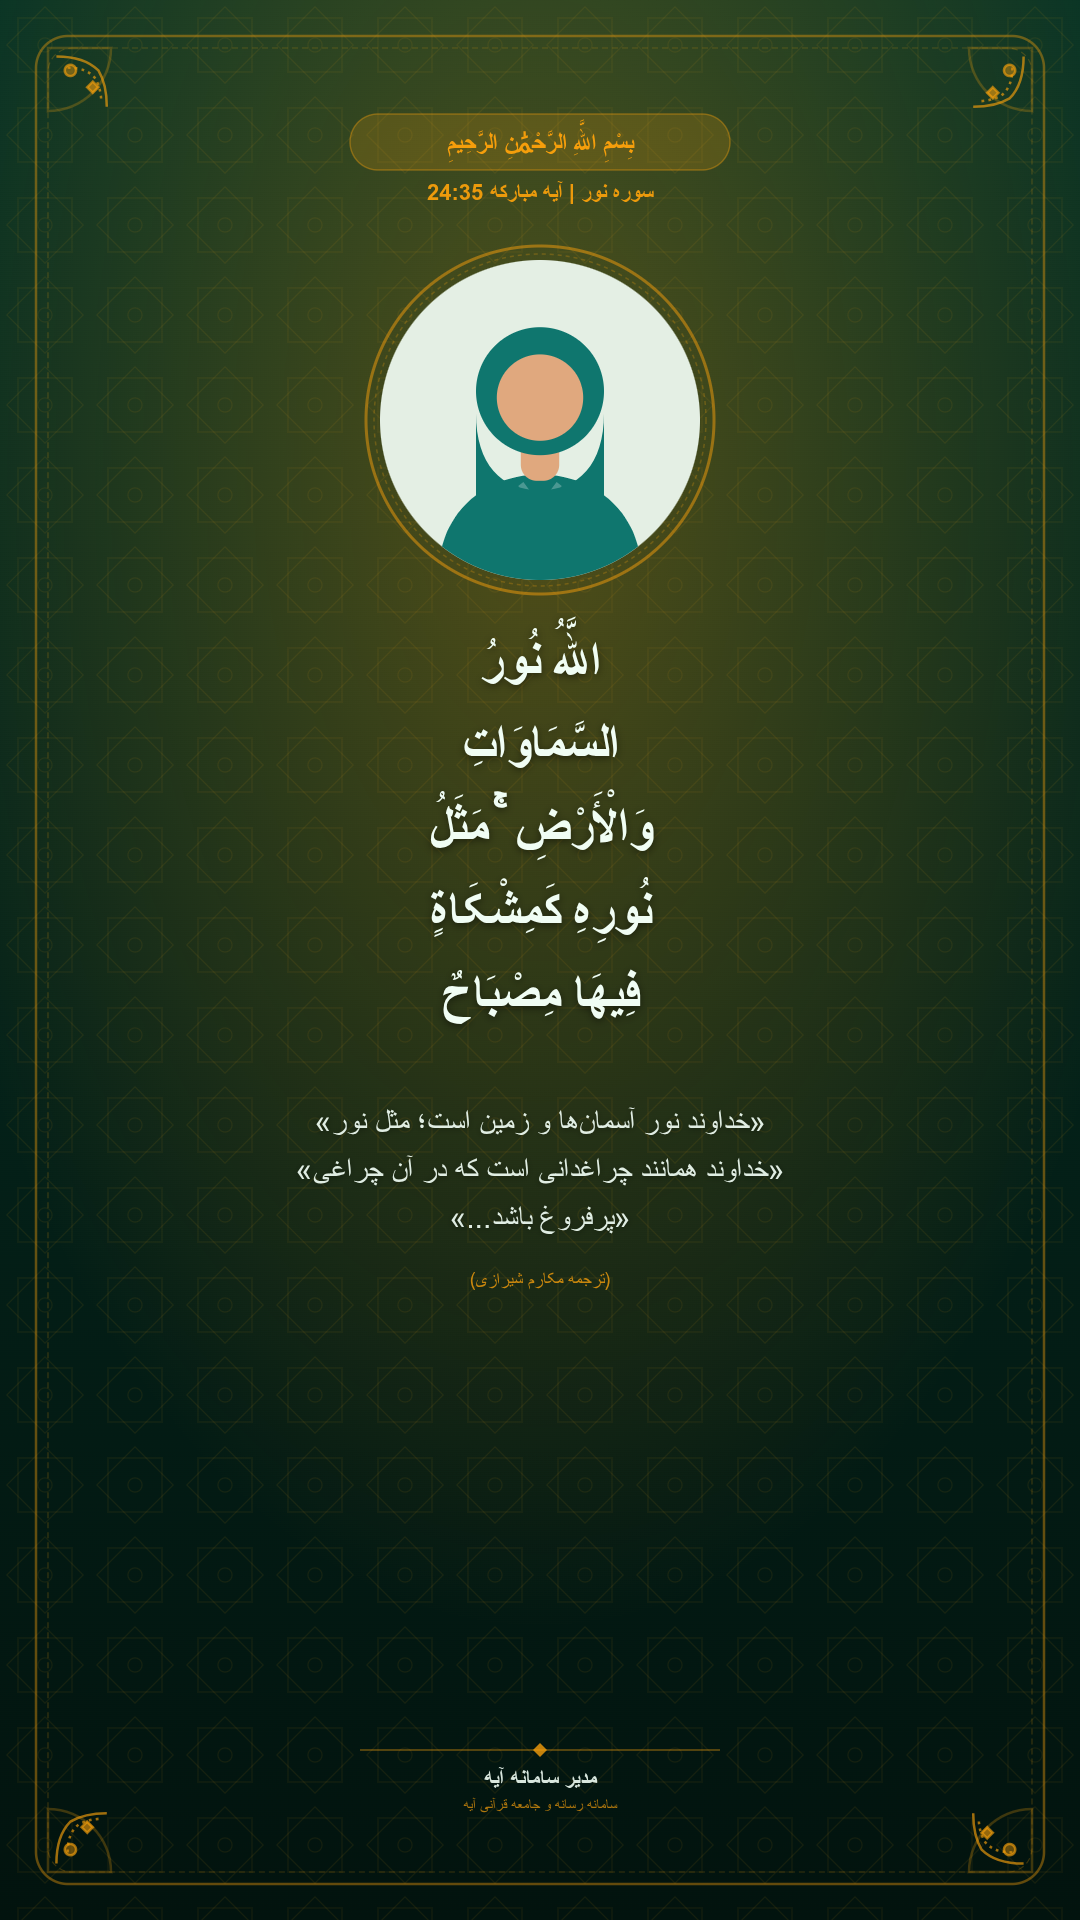 بِسْمِ اللَّهِ الرَّحْمَٰنِ الرَّحِيمِ
سوره نور | آیه مبارکه 24:35
اللَّهُ نُورُ
السَّمَاوَاتِ
وَالْأَرْضِ ۚ مَثَلُ
نُورِهِ كَمِشْكَاةٍ
فِيهَا مِصْبَاحٌ
«خداوند نور آسمان‌ها و زمین است؛ مثل نور»
«خداوند همانند چراغدانی است که در آن چراغی»
«پرفروغ باشد...»
(ترجمه مکارم شیرازی)
مدیر سامانه آیه
سامانه رسانه و جامعه قرآنی آیه